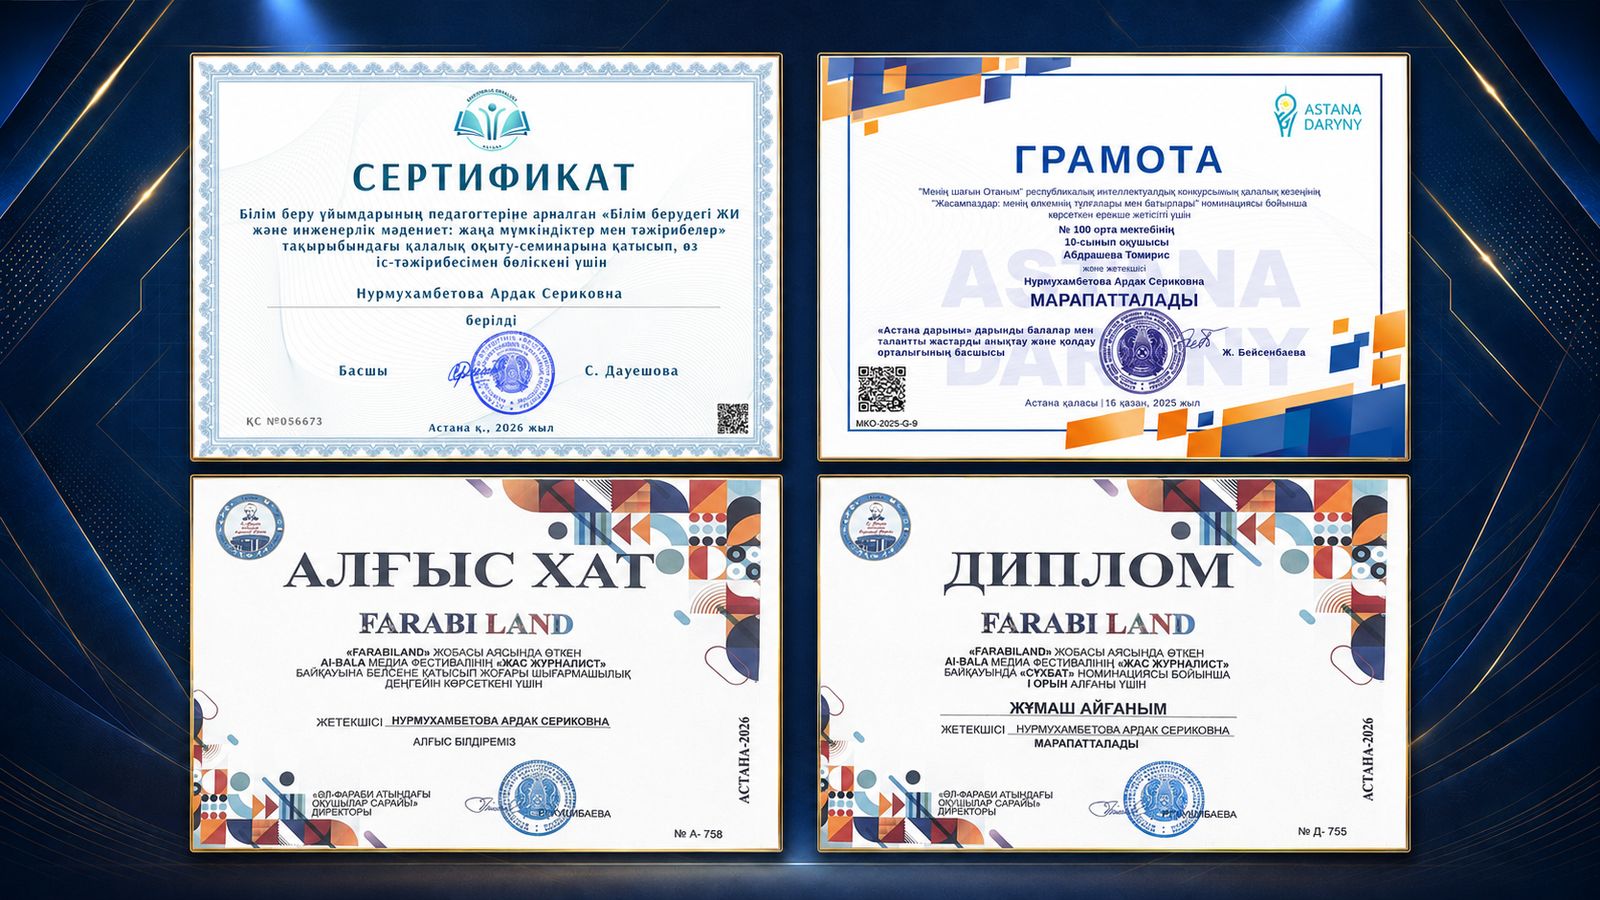 СЕРТИФИКАТ
Білім беру ұйымдарының педагогтеріне арналған «Білім берудегі ЖИ
және инженерлік мәдениет: жаңа мүмкіндіктер мен тәжірибелер»
тақырыбындағы қалалық оқыту-семинарына қатысып, өз
іс-тәжірибесімен бөліскені үшін
Нурмухамбетова Ардак Сериковна
берілді
Басшы
С. Дауешова
ҚС №056673
Астана қ., 2026 жыл
ASTANA
DARYNY
ГРАМОТА
"Менің шағын Отаным" республикалық интеллектуалдық конкурсының қалалық кезеңінің
"Жасампаздар: менің өлкемнің тұлғалары мен батырлары" номинациясы бойынша
көрсеткен ерекше жетістігі үшін
№ 100 орта мектебінің
10-сынып оқушысы
Абдрашева Томирис
және жетекшісі
Нурмухамбетова Ардак Сериковна
МАРАПАТТАЛАДЫ
ASTANA
DARYNY
«Астана дарыны» дарынды балалар мен
талантты жастарды анықтау және қолдау
орталығының басшысы
Ж. Бейсенбаева
Астана қаласы | 16 қазан, 2025 жыл
МКО-2025-G-9
АЛҒЫС ХАТ
FARABI LAND
«FARABILAND» ЖОБАСЫ АЯСЫНДА ӨТКЕН
AI-BALA МЕДИА ФЕСТИВАЛІНІҢ «ЖАС ЖУРНАЛИСТ»
БАЙҚАУЫНА БЕЛСЕНЕ ҚАТЫСЫП ЖОҒАРЫ ШЫҒАРМАШЫЛЫҚ
ДЕҢГЕЙІН КӨРСЕТКЕНІ ҮШІН
ЖЕТЕКШІСІ НУРМУХАМБЕТОВА АРДАК СЕРИКОВНА
АЛҒЫС БІЛДІРЕМІЗ
АСТАНА-2026
«ӘЛ-ФАРАБИ АТЫНДАҒЫ
ОҚУШЫЛАР САРАЙЫ»
ДИРЕКТОРЫ
№ А- 758
ДИПЛОМ
FARABI LAND
«FARABILAND» ЖОБАСЫ АЯСЫНДА ӨТКЕН
AI-BALA МЕДИА ФЕСТИВАЛІНІҢ «ЖАС ЖУРНАЛИСТ»
БАЙҚАУЫНДА «СҰХБАТ» НОМИНАЦИЯСЫ БОЙЫНША
I ОРЫН АЛҒАНЫ ҮШІН
ЖҰМАШ АЙҒАНЫМ
ЖЕТЕКШІСІ НУРМУХАМБЕТОВА АРДАК СЕРИКОВНА
МАРАПАТТАЛАДЫ
АСТАНА-2026
«ӘЛ-ФАРАБИ АТЫНДАҒЫ
ОҚУШЫЛАР САРАЙЫ»
ДИРЕКТОРЫ
№ Д- 755